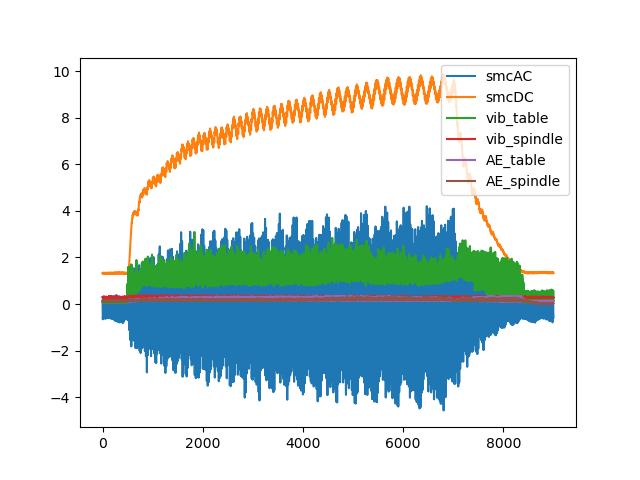 10
8
6
4
2
0
−2
−4
0
2000
4000
6000
8000
smcAC
smcDC
vib_table
vib_spindle
AE_table
AE_spindle